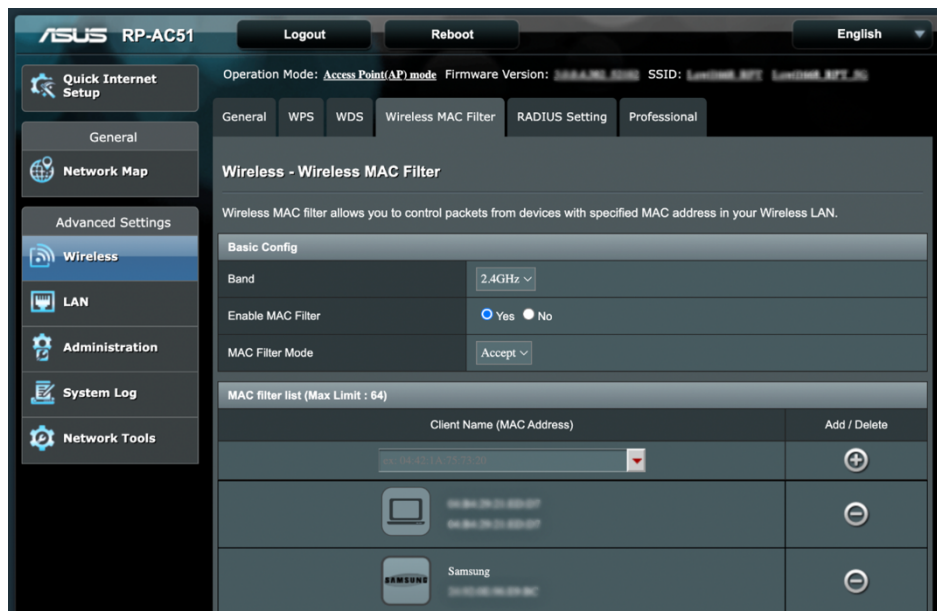 ASUS RP-AC51
Logout
Reboot
English
Quick Internet
Setup
General
Network Map
Advanced Settings
Wireless
LAN
Administration
System Log
Network Tools
Operation Mode: Access Point(AP) mode Firmware Version: SSID:
General WPS WDS Wireless MAC Filter RADIUS Setting Professional
Wireless - Wireless MAC Filter
Wireless MAC filter allows you to control packets from devices with specified MAC address in your Wireless LAN.
Basic Config
Band 2.4GHz
Enable MAC Filter Yes No
MAC Filter Mode Accept
MAC filter list (Max Limit : 64)
Client Name (MAC Address) Add / Delete
SAMSUNG
Samsung